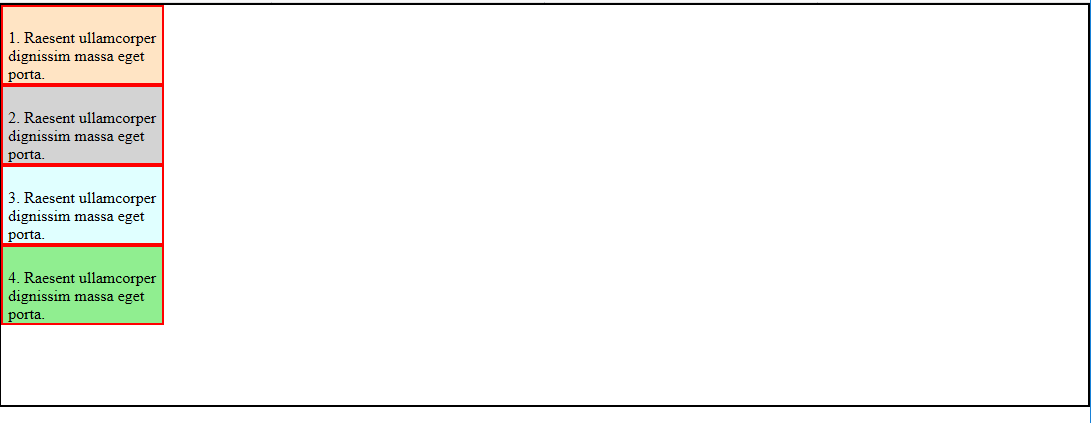 1. Raesent ullamcorper
dignissim massa eget
porta.
2. Raesent ullamcorper
dignissim massa eget
porta.
3. Raesent ullamcorper
dignissim massa eget
porta.
4. Raesent ullamcorper
dignissim massa eget
porta.